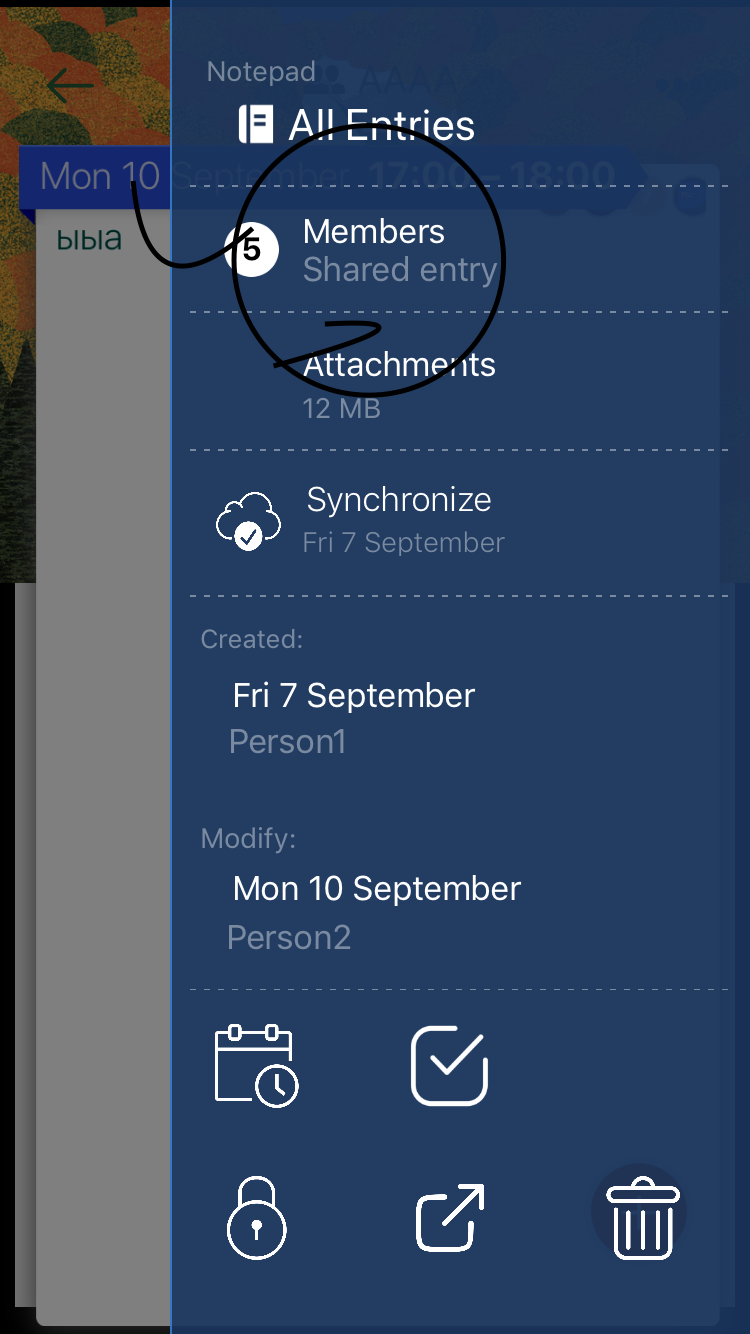 Notepad
AAAA
All Entries
Mon 10 September 17:00 – 18:00
ыыа
5
Members
Shared entry
Attachments
12 MB
Synchronize
Fri 7 September
Created:
Fri 7 September
Person1
Modify:
Mon 10 September
Person2